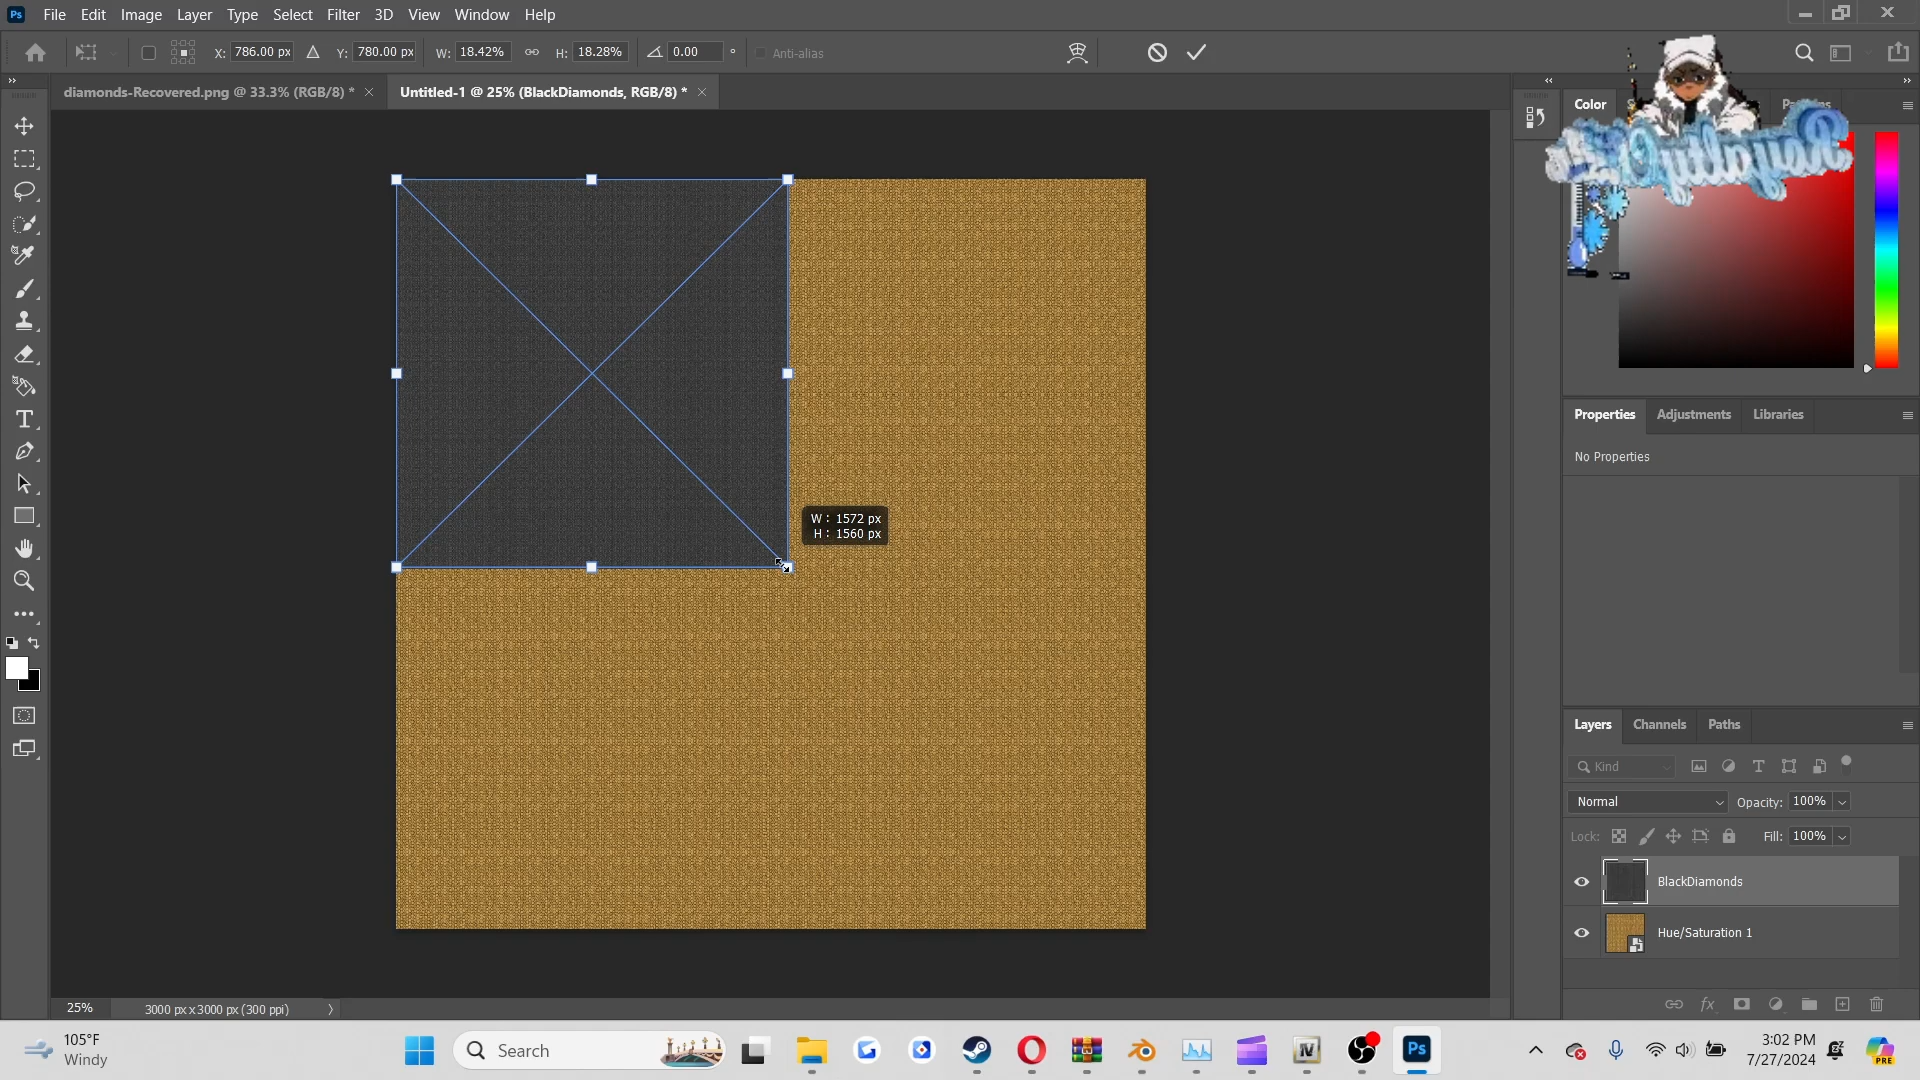 Ps File Edit Image Layer Type Select Filter 3D View Window Help
X: 786.00 px Y: 780.00 px W: 18.42% H: 18.28% 0.00 ° Anti-alias
diamonds-Recovered.png @ 33.3% (RGB/8) * Untitled-1 @ 25% (BlackDiamonds, RGB/8) *
Color
Properties Adjustments Libraries
No Properties
W : 1572 px
H : 1560 px
Layers Channels Paths
Kind
Normal Opacity: 100%
Lock: Fill: 100%
BlackDiamonds
Hue/Saturation 1
25% 3000 px x 3000 px (300 ppi)
105°F
Windy
Search
Ps
3:02 PM
7/27/2024
PRE